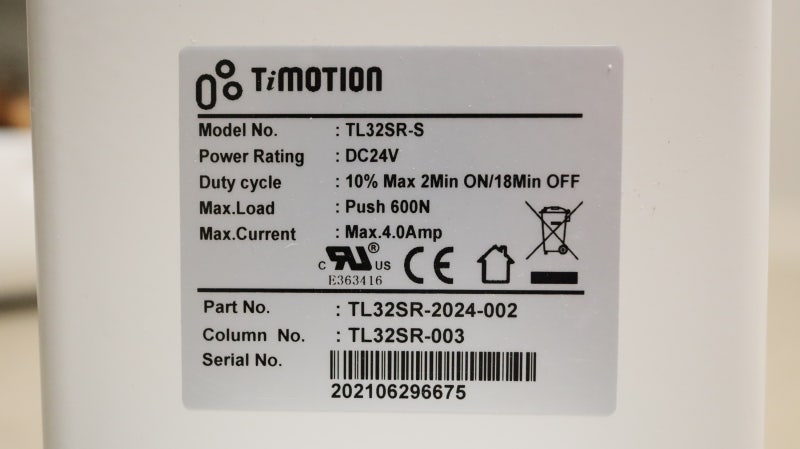 TiMOTION
Model No. : TL32SR-S
Power Rating : DC24V
Duty cycle : 10% Max 2Min ON/18Min OFF
Max.Load : Push 600N
Max.Current : Max.4.0Amp
c RU ® US CE
E363416
Part No. : TL32SR-2024-002
Column No. : TL32SR-003
Serial No.
202106296675